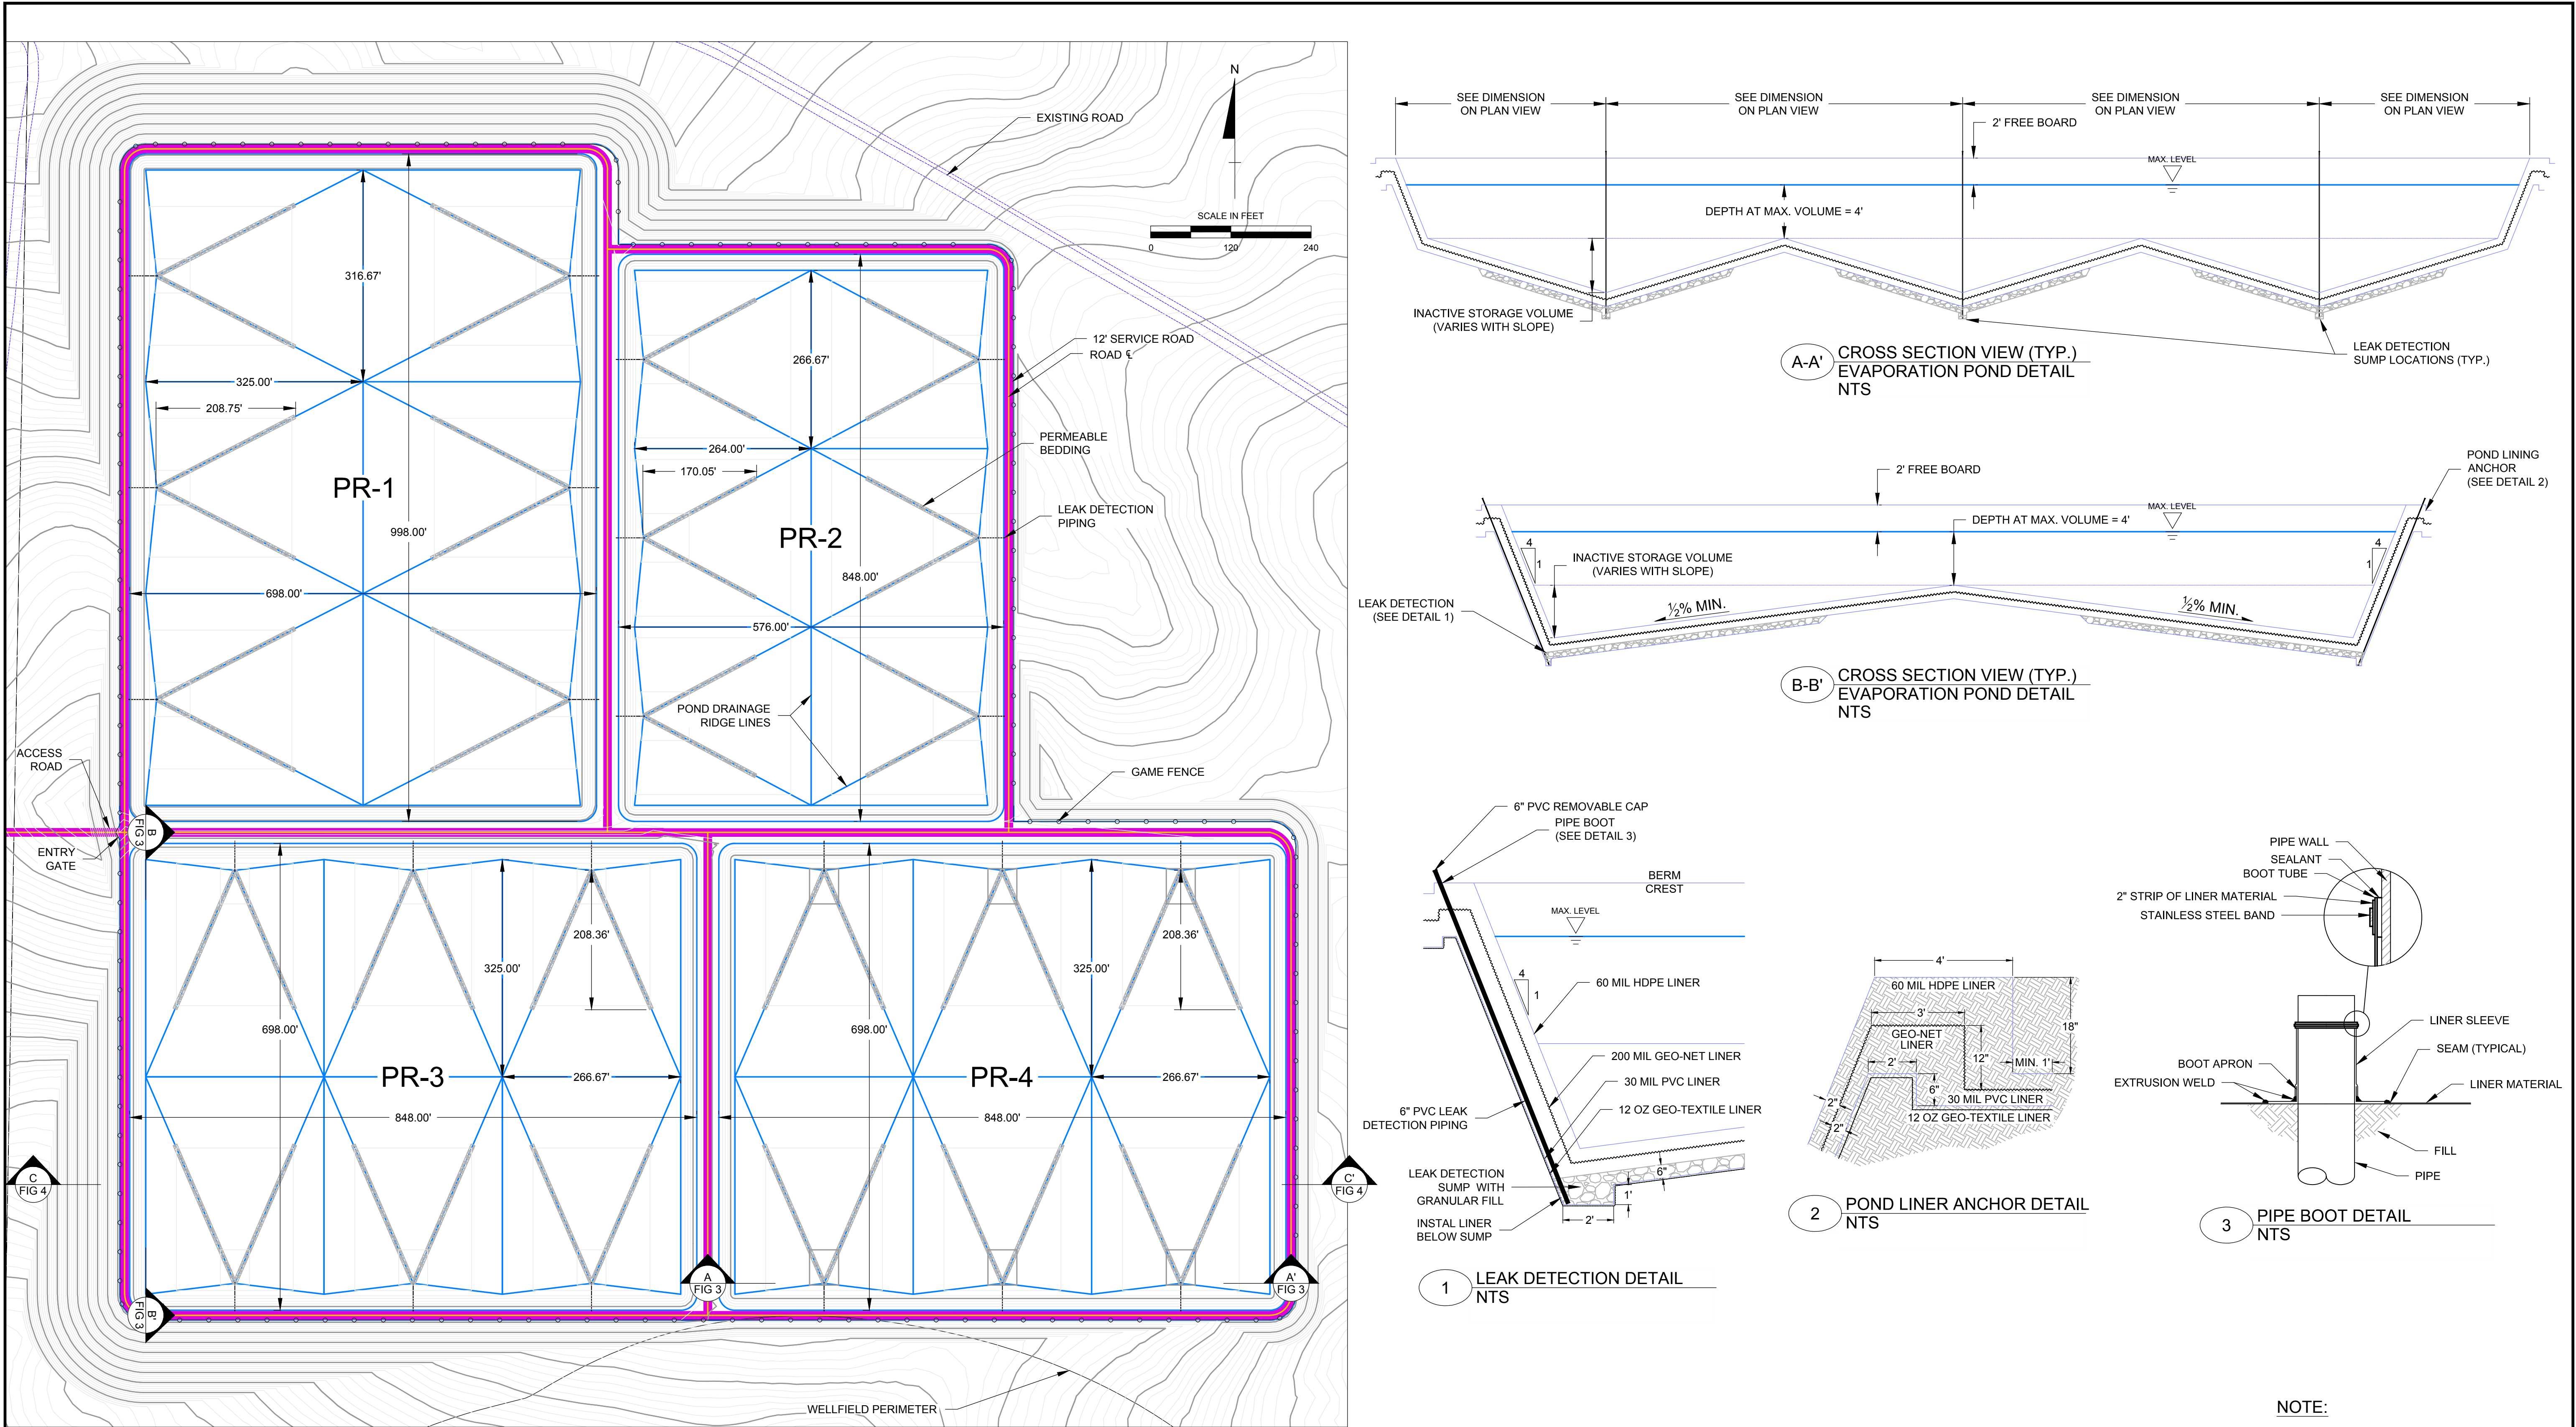 N
EXISTING ROAD
SCALE IN FEET
0 120 240
316.67'
325.00'
208.75'
PR-1
998.00'
698.00'
266.67'
264.00'
170.05'
PR-2
848.00'
576.00'
12' SERVICE ROAD
ROAD ℄
PERMEABLE
BEDDING
LEAK DETECTION
PIPING
POND DRAINAGE
RIDGE LINES
GAME FENCE
ACCESS
ROAD
ENTRY
GATE
B
FIG 3
208.36'
325.00'
698.00'
PR-3
266.67'
848.00'
208.36'
325.00'
698.00'
PR-4
266.67'
848.00'
C
FIG 4
C'
FIG 4
A
FIG 3
A'
FIG 3
B'
FIG 3
WELLFIELD PERIMETER
SEE DIMENSION
ON PLAN VIEW
SEE DIMENSION
ON PLAN VIEW
SEE DIMENSION
ON PLAN VIEW
SEE DIMENSION
ON PLAN VIEW
2' FREE BOARD
MAX. LEVEL
DEPTH AT MAX. VOLUME = 4'
INACTIVE STORAGE VOLUME
(VARIES WITH SLOPE)
LEAK DETECTION
SUMP LOCATIONS (TYP.)
A-A'
CROSS SECTION VIEW (TYP.)
EVAPORATION POND DETAIL
NTS
2' FREE BOARD
POND LINING
ANCHOR
(SEE DETAIL 2)
MAX. LEVEL
DEPTH AT MAX. VOLUME = 4'
4
1
INACTIVE STORAGE VOLUME
(VARIES WITH SLOPE)
4
1
LEAK DETECTION
(SEE DETAIL 1)
½% MIN.
½% MIN.
B-B'
CROSS SECTION VIEW (TYP.)
EVAPORATION POND DETAIL
NTS
6" PVC REMOVABLE CAP
PIPE BOOT
(SEE DETAIL 3)
BERM
CREST
MAX. LEVEL
4
1
60 MIL HDPE LINER
200 MIL GEO-NET LINER
30 MIL PVC LINER
12 OZ GEO-TEXTILE LINER
6" PVC LEAK
DETECTION PIPING
LEAK DETECTION
SUMP WITH
GRANULAR FILL
INSTAL LINER
BELOW SUMP
6"
1'
2'
1
LEAK DETECTION DETAIL
NTS
4'
60 MIL HDPE LINER
3'
GEO-NET
LINER
18"
2'
12"
MIN. 1'
6"
30 MIL PVC LINER
12 OZ GEO-TEXTILE LINER
2"
2"
2
POND LINER ANCHOR DETAIL
NTS
PIPE WALL
SEALANT
BOOT TUBE
2" STRIP OF LINER MATERIAL
STAINLESS STEEL BAND
LINER SLEEVE
SEAM (TYPICAL)
BOOT APRON
EXTRUSION WELD
LINER MATERIAL
FILL
PIPE
3
PIPE BOOT DETAIL
NTS
NOTE: